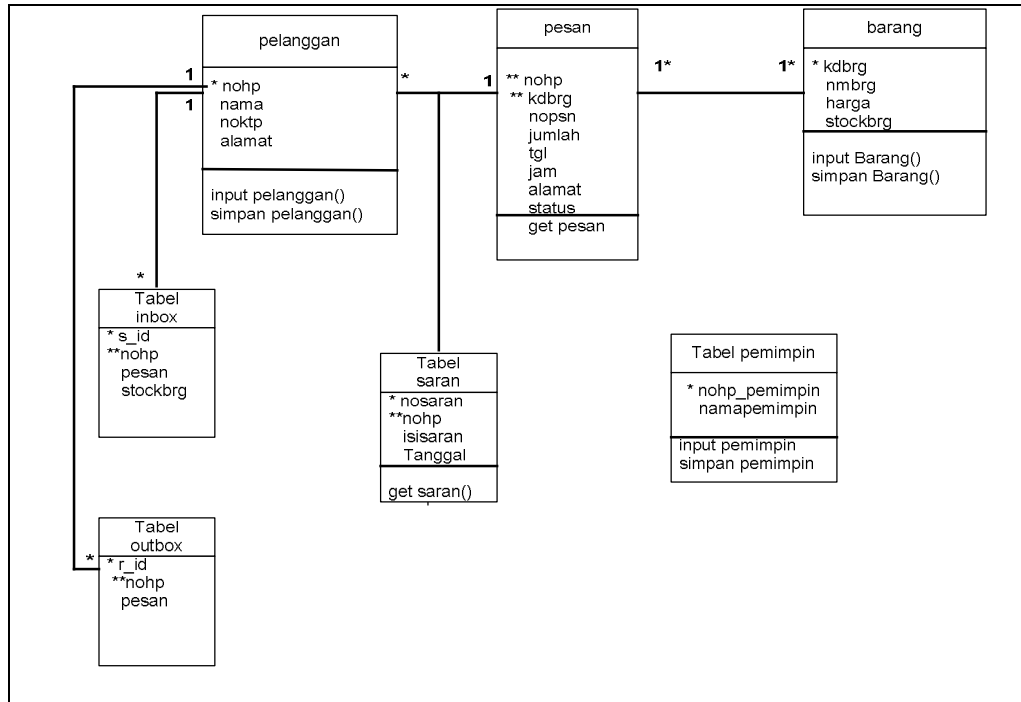 pelanggan
1
* nohp
1
nama
noktp
alamat
input pelanggan()
simpan pelanggan()
*
1
pesan
** nohp
** kdbrg
nopsn
jumlah
tgl
jam
alamat
status
get pesan
1*
1*
barang
* kdbrg
nmbrg
harga
stockbrg
input Barang()
simpan Barang()
*
Tabel
inbox
* s_id
**nohp
pesan
stockbrg
Tabel
saran
* nosaran
**nohp
isisaran
Tanggal
get saran()
Tabel pemimpin
* nohp_pemimpin
namapemimpin
input pemimpin
simpan pemimpin
*
Tabel
outbox
* r_id
**nohp
pesan